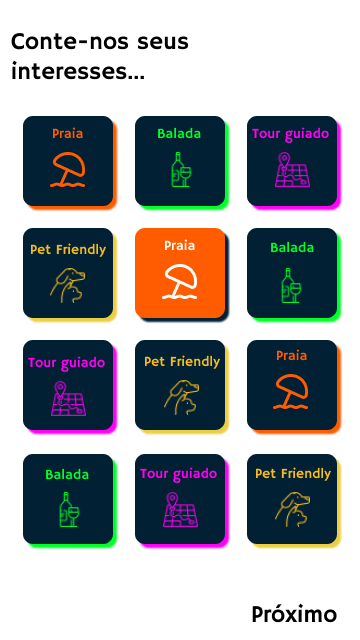 Conte-nos seus
interesses...
Praia
Balada
Tour guiado
Pet Friendly
Praia
Balada
Tour guiado
Pet Friendly
Praia
Balada
Tour guiado
Pet Friendly
Próximo